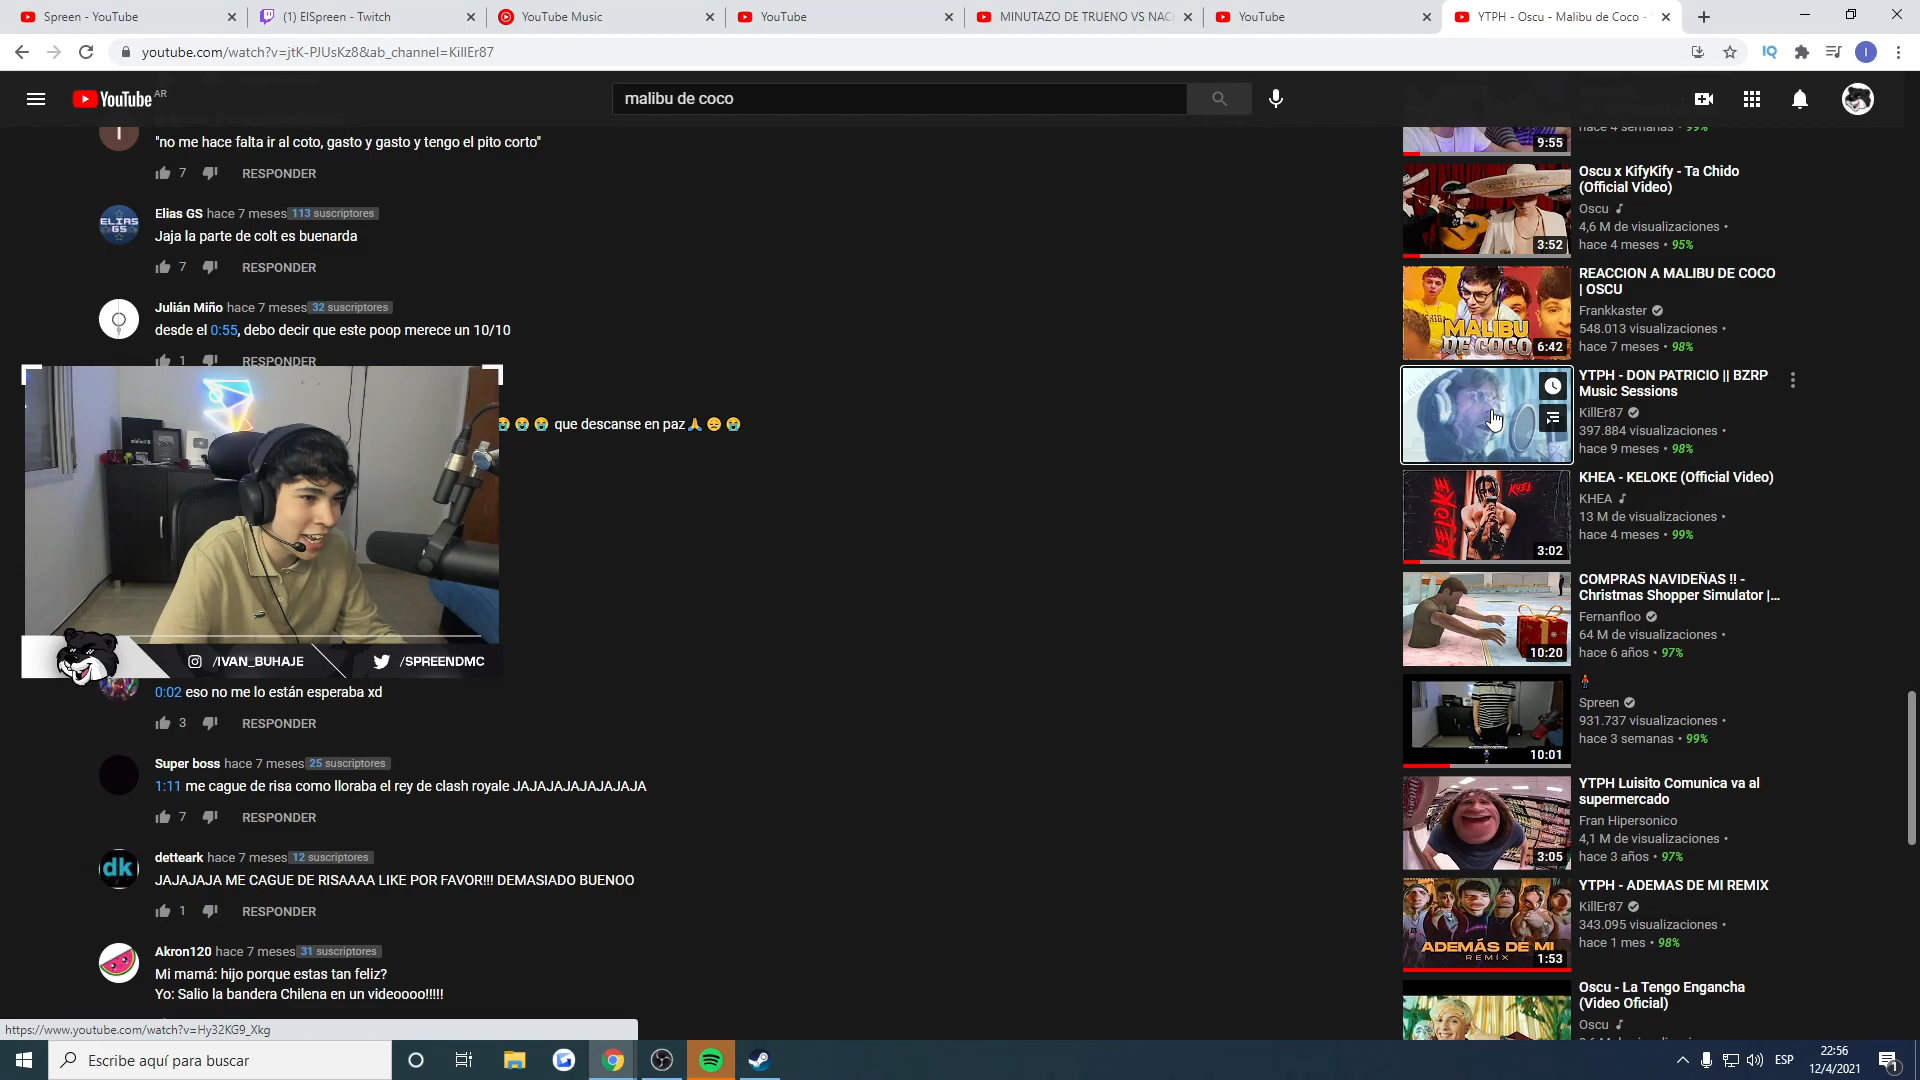 Spreen - YouTube
(1) ElSpreen - Twitch
YouTube Music
YouTube
MINUTAZO DE TRUENO VS NAC
YouTube
YTPH - Oscu - Malibu de Coco -
youtube.com/watch?v=jtK-PJUsKz8&ab_channel=KillEr87
IQ
I
YouTube AR
malibu de coco
"no me hace falta ir al coto, gasto y gasto y tengo el pito corto"
7 RESPONDER
Elias GS hace 7 meses 113 suscriptores
Jaja la parte de colt es buenarda
7 RESPONDER
Julián Miño hace 7 meses 32 suscriptores
desde el 0:55, debo decir que este poop merece un 10/10
1 RESPONDER
😭 😭 😭 que descanse en paz🙏 😔 😭
/IVAN_BUHAJE
/SPREENDMC
0:02 eso no me lo están esperaba xd
3 RESPONDER
Super boss hace 7 meses 25 suscriptores
1:11 me cague de risa como lloraba el rey de clash royale JAJAJAJAJAJAJAJA
7 RESPONDER
dk
detteark hace 7 meses 12 suscriptores
JAJAJAJA ME CAGUE DE RISAAAA LIKE POR FAVOR!!! DEMASIADO BUENOO
1 RESPONDER
Akron120 hace 7 meses 31 suscriptores
Mi mamá: hijo porque estas tan feliz?
Yo: Salio la bandera Chilena en un videoooo!!!!!
hace 4 semanas • 99%
9:55
Oscu x KifyKify - Ta Chido
(Official Video)
Oscu
4,6 M de visualizaciones •
hace 4 meses • 95%
3:52
REACCION A MALIBU DE COCO
| OSCU
Frankkaster
548.013 visualizaciones •
hace 7 meses • 98%
MALIBU
DE COCO
6:42
YTPH - DON PATRICIO || BZRP
Music Sessions
KillEr87
397.884 visualizaciones •
hace 9 meses • 98%
1:52
KHEA - KELOKE (Official Video)
KHEA
13 M de visualizaciones •
hace 4 meses • 99%
KELOKE
KHEA
3:02
COMPRAS NAVIDEÑAS !! -
Christmas Shopper Simulator |...
Fernanfloo
64 M de visualizaciones •
hace 6 años • 97%
10:20
Spreen
931.737 visualizaciones •
hace 3 semanas • 99%
10:01
YTPH Luisito Comunica va al
supermercado
Fran Hipersonico
4,1 M de visualizaciones •
hace 3 años • 97%
3:05
YTPH - ADEMAS DE MI REMIX
KillEr87
343.095 visualizaciones •
hace 1 mes • 98%
ADEMÁS DE MI
REMIX
1:53
Oscu - La Tengo Engancha
(Video Oficial)
Oscu
https://www.youtube.com/watch?v=Hy32KG9_Xkg
Escribe aquí para buscar
ESP
22:56
12/4/2021
1